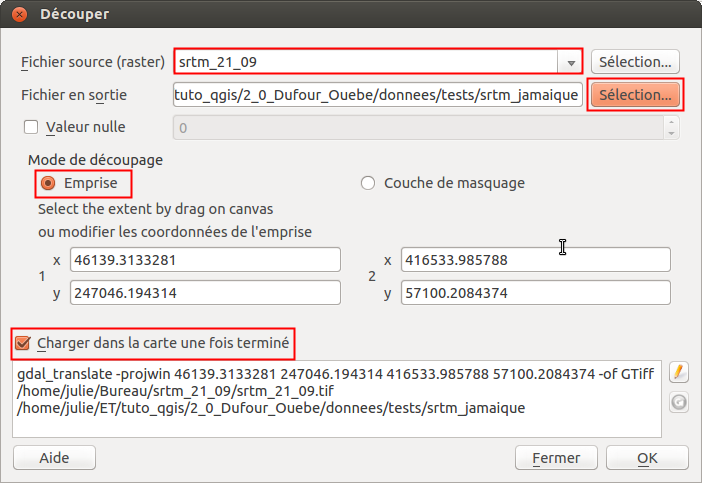 Découper
Fichier source (raster) srtm_21_09 Sélection...
Fichier en sortie tuto_qgis/2_0_Dufour_Ouebe/donnees/tests/srtm_jamaique Sélection...
Valeur nulle 0
Mode de découpage
Emprise Couche de masquage
Select the extent by drag on canvas
ou modifier les coordonnées de l'emprise
x 46139.3133281 x 416533.985788
1 2
y 247046.194314 y 57100.2084374
Charger dans la carte une fois terminé
gdal_translate -projwin 46139.3133281 247046.194314 416533.985788 57100.2084374 -of GTiff
/home/julie/Bureau/srtm_21_09/srtm_21_09.tif
/home/julie/ET/tuto_qgis/2_0_Dufour_Ouebe/donnees/tests/srtm_jamaique
Aide Fermer OK